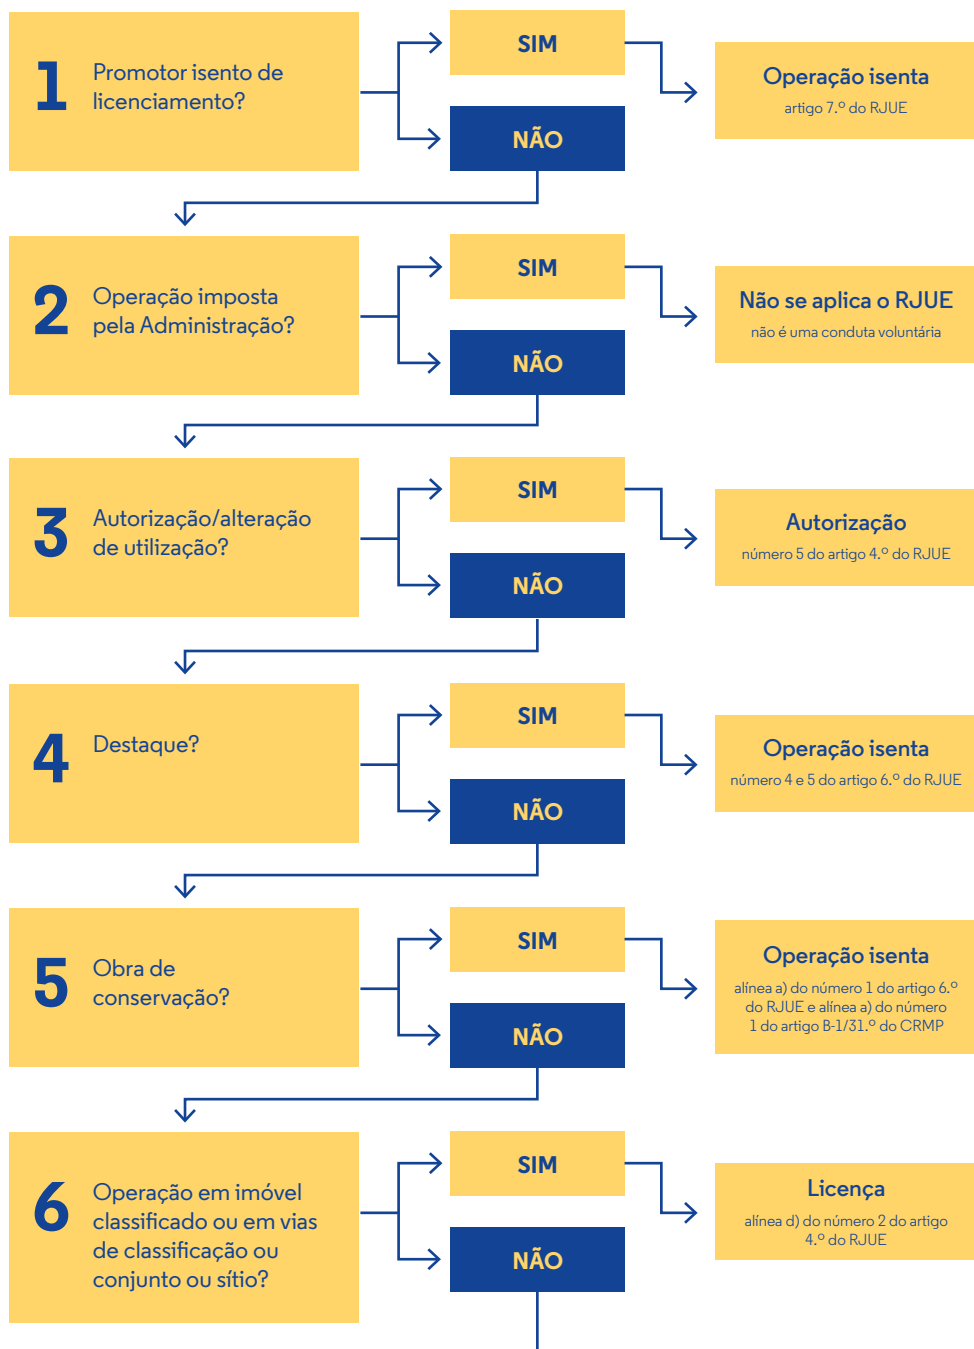 1
Promotor isento de
licenciamento?
SIM
NÃO
Operação isenta
artigo 7.º do RJUE
2
Operação imposta
pela Administração?
SIM
NÃO
Não se aplica o RJUE
não é uma conduta voluntária
3
Autorização/alteração
de utilização?
SIM
NÃO
Autorização
número 5 do artigo 4.º do RJUE
4
Destaque?
SIM
NÃO
Operação isenta
número 4 e 5 do artigo 6.º do RJUE
5
Obra de
conservação?
SIM
NÃO
Operação isenta
alínea a) do número 1 do artigo 6.º
do RJUE e alínea a) do número
1 do artigo B-1/31.º do CRMP
6
Operação em imóvel
classificado ou em vias
de classificação ou
conjunto ou sítio?
SIM
NÃO
Licença
alínea d) do número 2 do artigo
4.º do RJUE